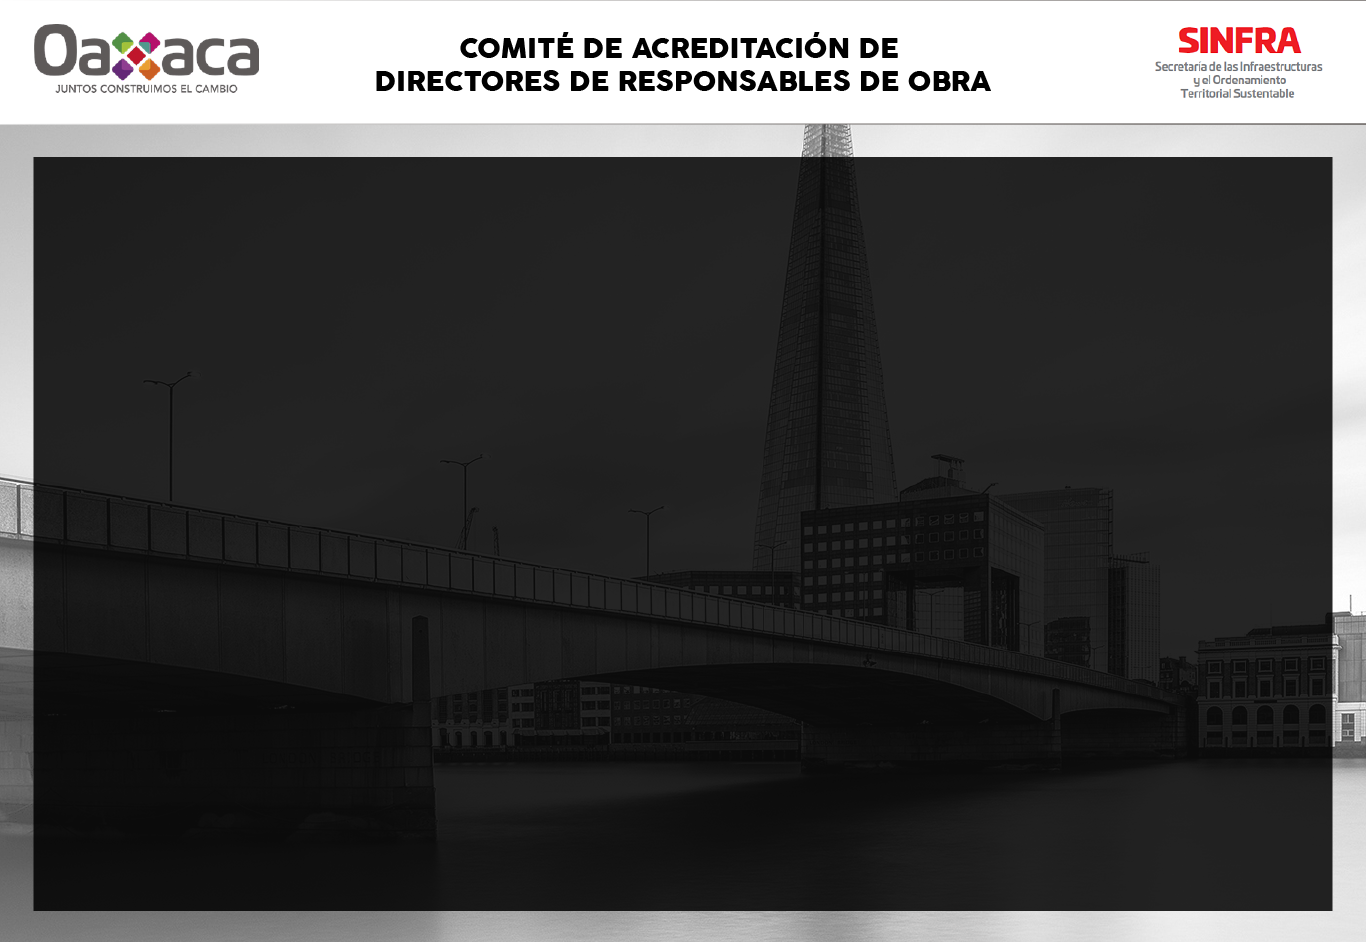 Oaxaca
JUNTOS CONSTRUIMOS EL CAMBIO
COMITÉ DE ACREDITACIÓN DE
DIRECTORES DE RESPONSABLES DE OBRA
SINFRA
Secretaría de las Infraestructuras
y el Ordenamiento
Territorial Sustentable